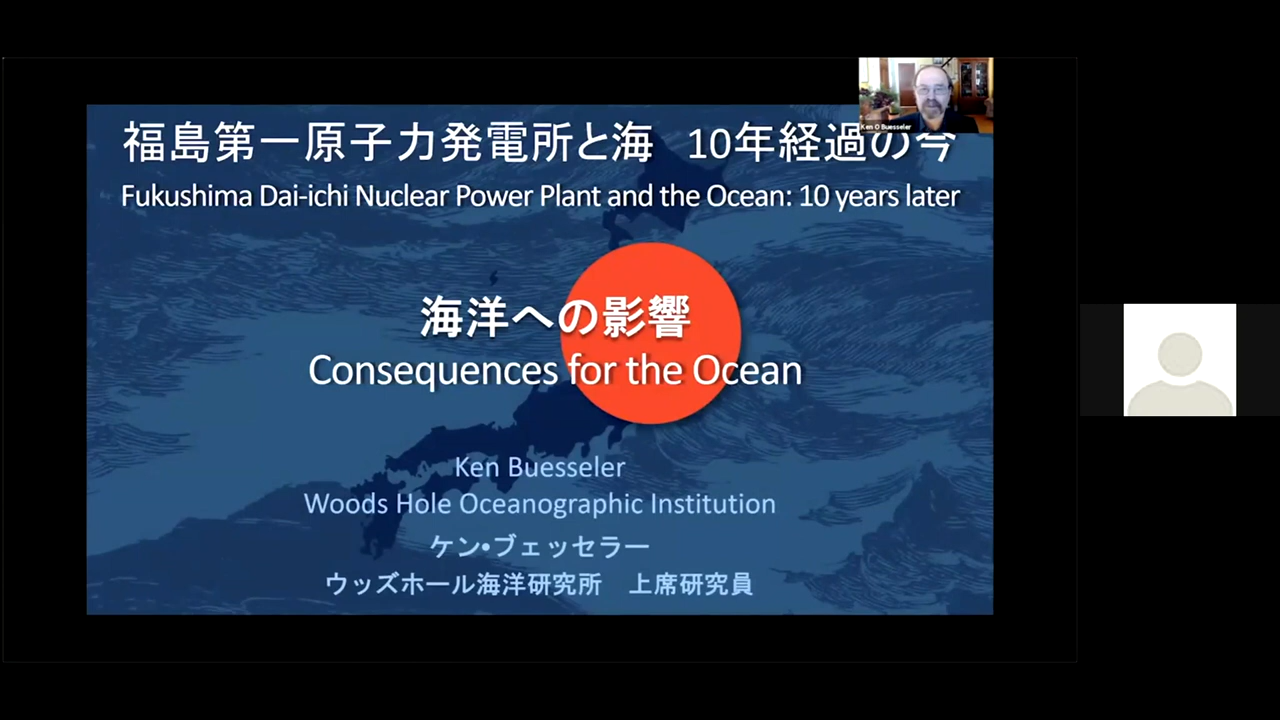 福島第一原子力発電所と海 10年経過の今
Fukushima Dai-ichi Nuclear Power Plant and the Ocean: 10 years later
Ken O Buesseler
海洋への影響
Consequences for the Ocean
Ken Buesseler
Woods Hole Oceanographic Institution
ケン•ブェッセラー
ウッズホール海洋研究所 上席研究員